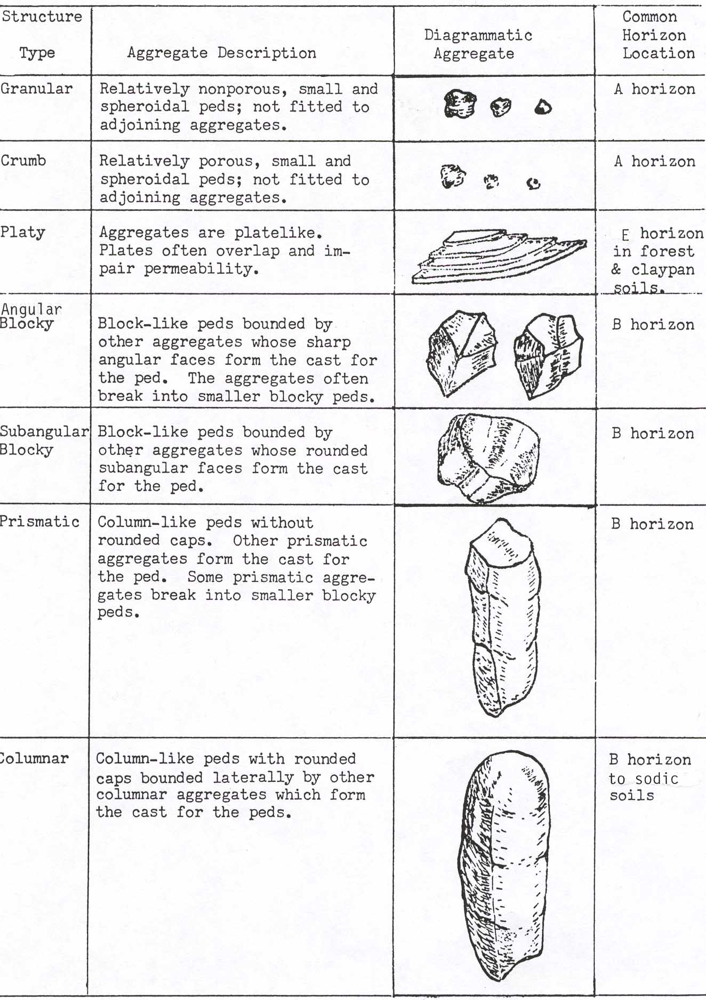 Structure
Type
Aggregate Description
Diagrammatic
Aggregate
Common
Horizon
Location
Granular
Relatively nonporous, small and
spheroidal peds; not fitted to
adjoining aggregates.
A horizon
Crumb
Relatively porous, small and
spheroidal peds; not fitted to
adjoining aggregates.
A horizon
Platy
Aggregates are platelike.
Plates often overlap and im-
pair permeability.
E horizon
in forest
& claypan
soils.
Angular
Blocky
Block-like peds bounded by
other aggregates whose sharp
angular faces form the cast for
the ped. The aggregates often
break into smaller blocky peds.
B horizon
Subangular
Blocky
Block-like peds bounded by
other aggregates whose rounded
subangular faces form the cast
for the ped.
B horizon
Prismatic
Column-like peds without
rounded caps. Other prismatic
aggregates form the cast for
the ped. Some prismatic aggre-
gates break into smaller blocky
peds.
B horizon
Columnar
Column-like peds with rounded
caps bounded laterally by other
columnar aggregates which form
the cast for the peds.
B horizon
to sodic
soils